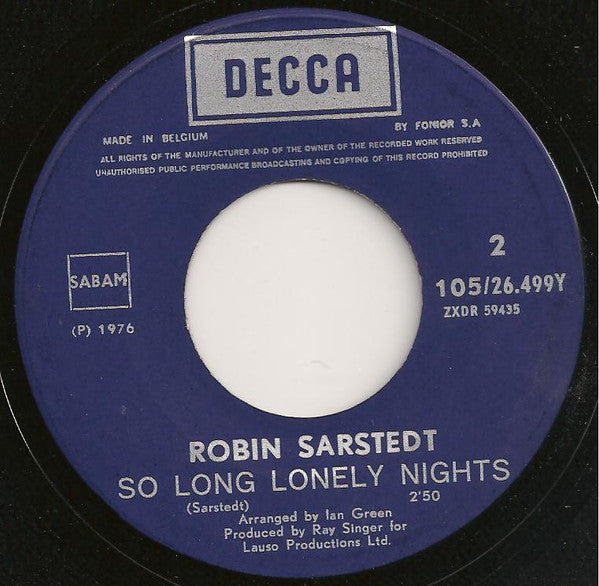 DECCA
MADE IN BELGIUM
BY FONIOR S.A
ALL RIGHTS OF THE MANUFACTURER AND OF THE OWNER OF THE RECORDED WORK RESERVED
UNAUTHORISED PUBLIC PERFORMANCE BROADCASTING AND COPYING OF THIS RECORD PROHIBITED
SABAM
(P) 1976
2
105/26.499Y
ZXDR 59435
ROBIN SARSTEDT
SO LONG LONELY NIGHTS
(Sarstedt) 2'50
Arranged by Ian Green
Produced by Ray Singer for
Lauso Productions Ltd.